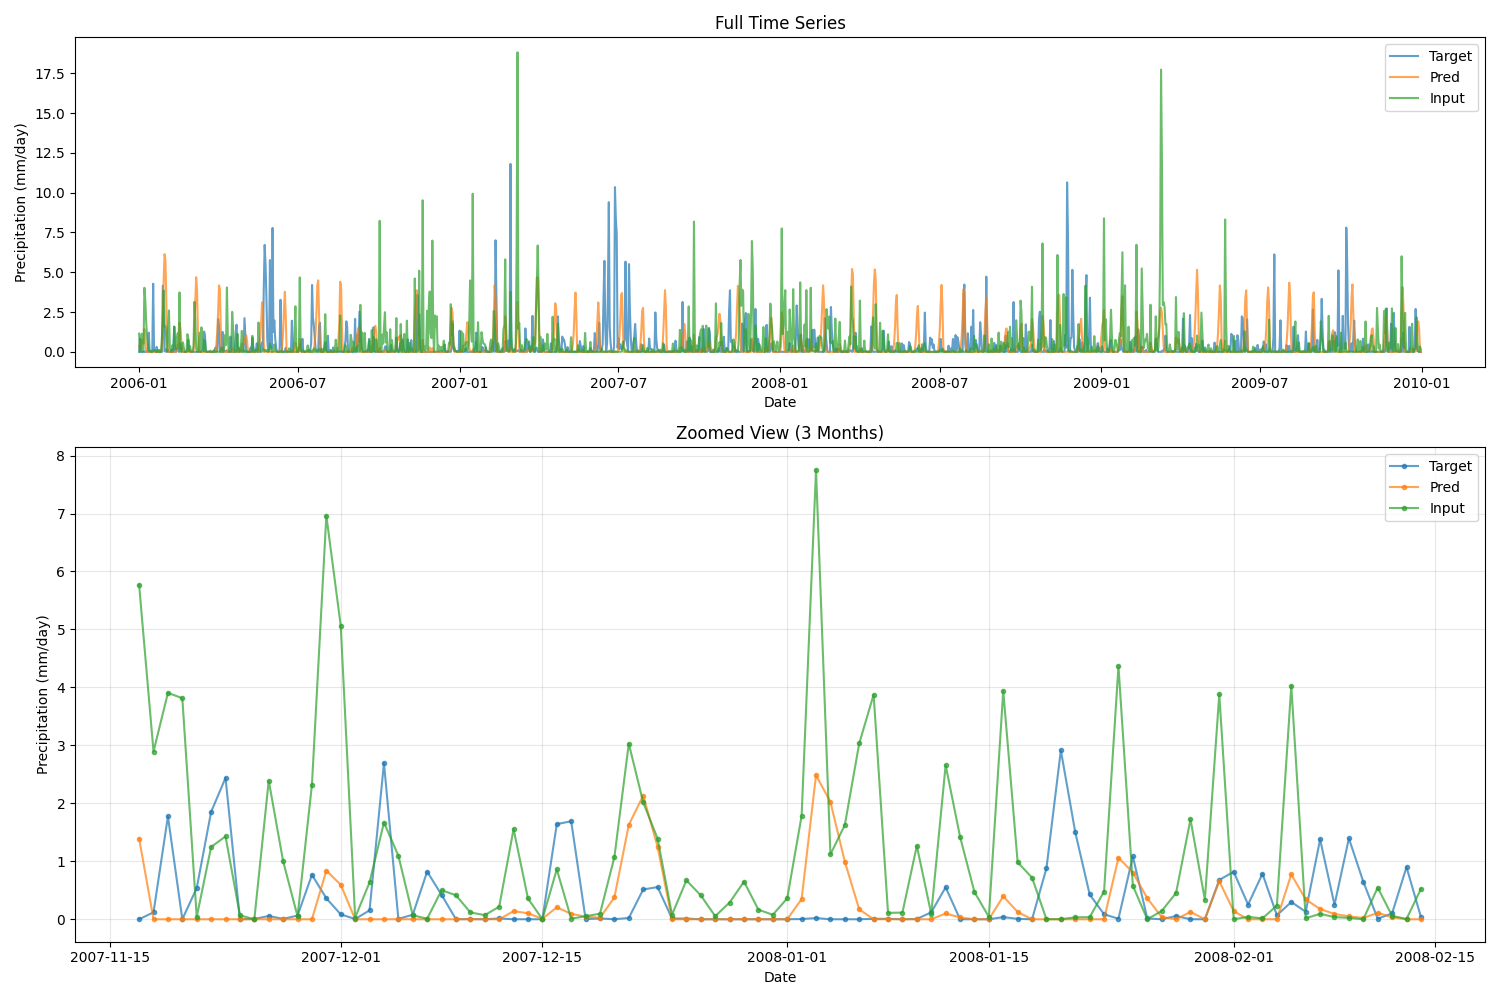 Full Time Series
Precipitation (mm/day)
17.5
15.0
12.5
10.0
7.5
5.0
2.5
0.0
Target
Pred
Input
2006-01 2006-07 2007-01 2007-07 2008-01 2008-07 2009-01 2009-07 2010-01
Date
Zoomed View (3 Months)
Precipitation (mm/day)
8
7
6
5
4
3
2
1
0
Target
Pred
Input
2007-11-15 2007-12-01 2007-12-15 2008-01-01 2008-01-15 2008-02-01 2008-02-15
Date